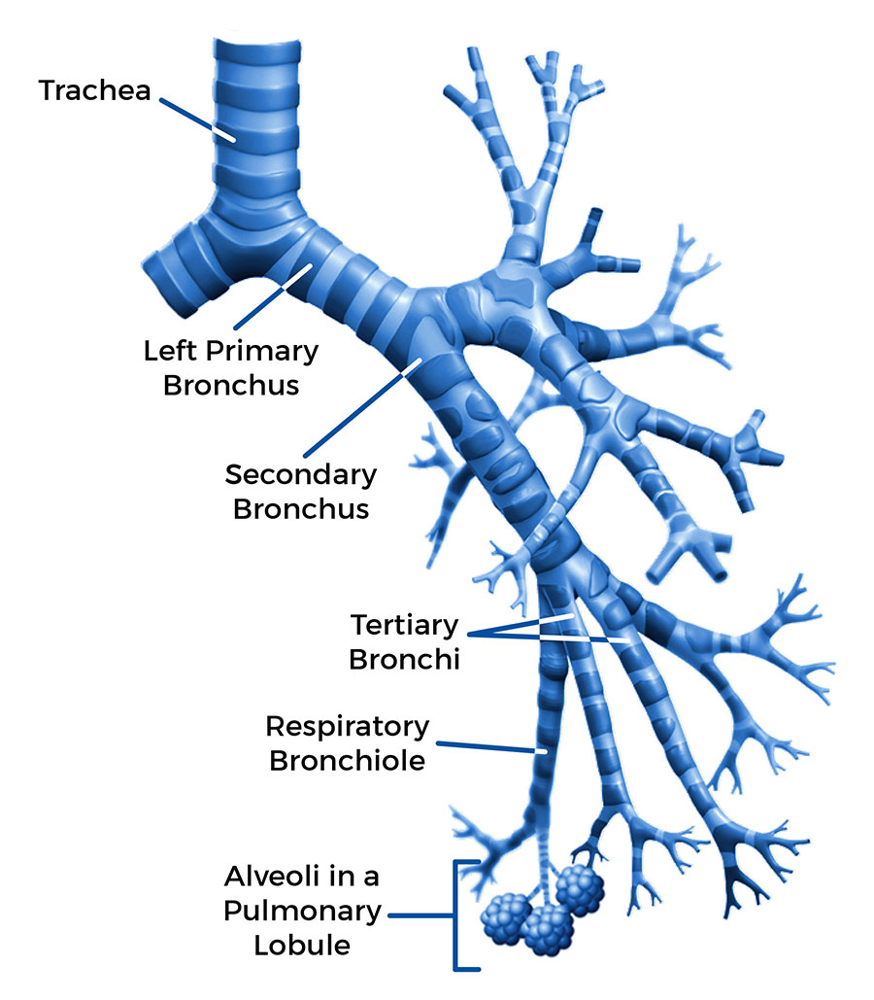 Trachea
Left Primary
Bronchus
Secondary
Bronchus
Tertiary
Bronchi
Respiratory
Bronchiole
Alveoli in a
Pulmonary
Lobule